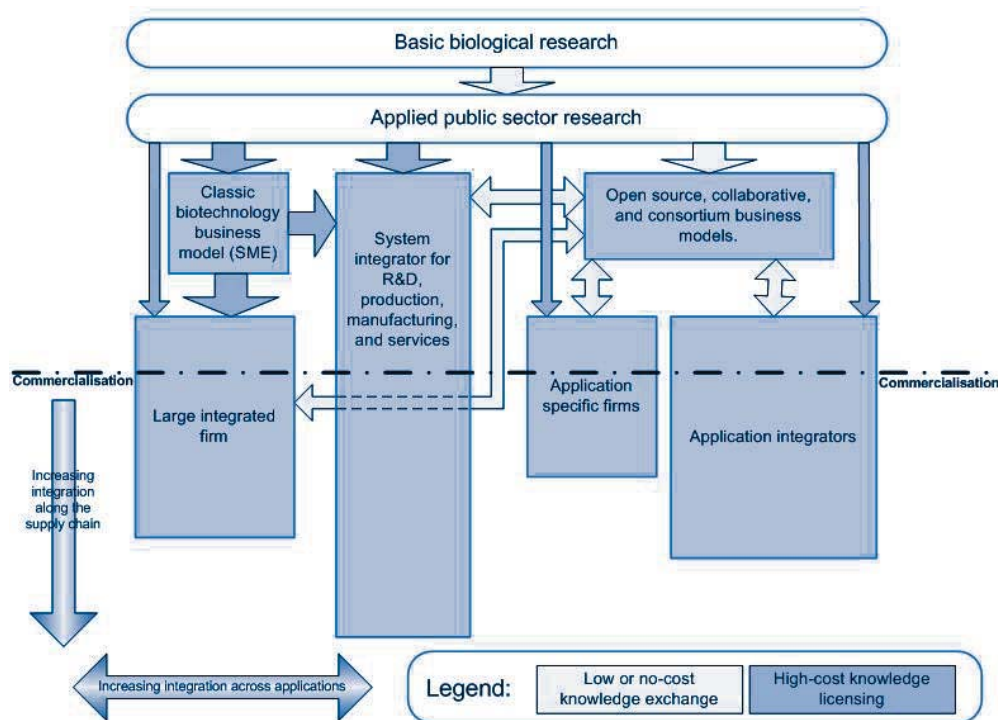 Basic biological research
Applied public sector research
Classic
biotechnology
business
model (SME)
System
integrator for
R&D,
production,
manufacturing,
and services
Open source, collaborative,
and consortium business
models.
Commercialisation
Commercialisation
Large integrated
firm
Application
specific firms
Application integrators
Increasing
integration
along the
supply chain
Increasing integration across applications
Legend:
Low or no-cost
knowledge exchange
High-cost knowledge
licensing